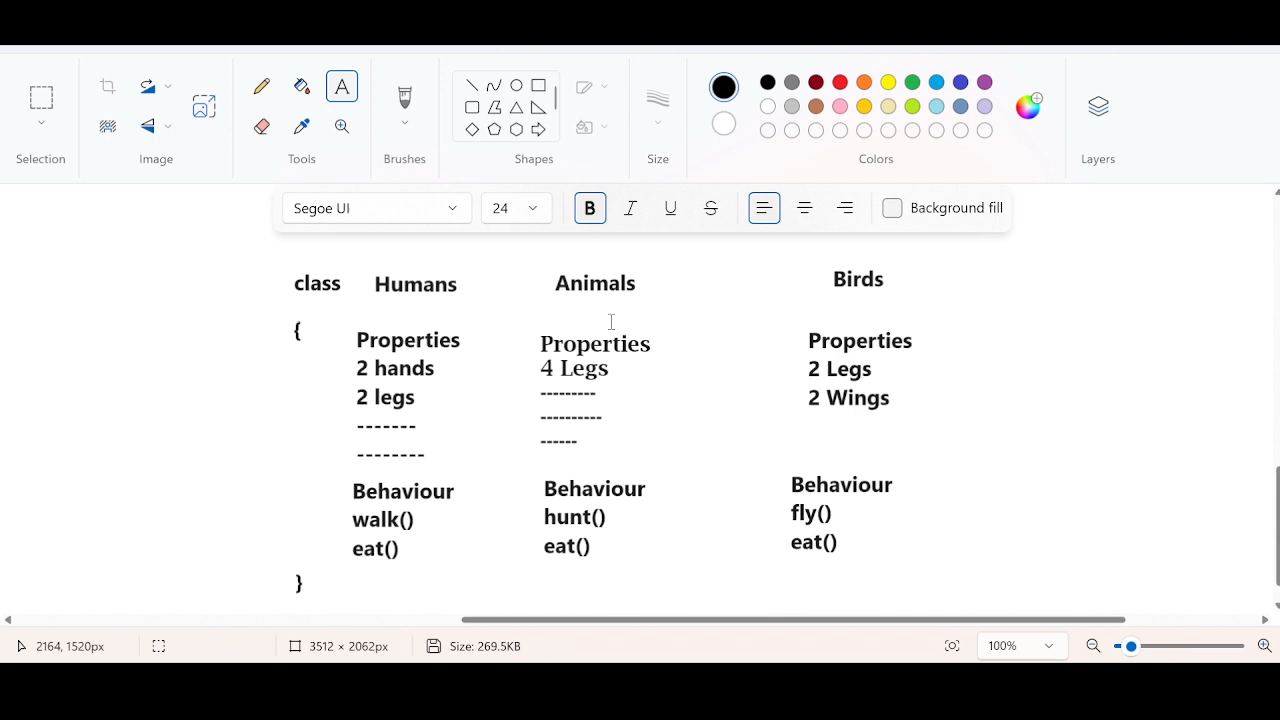 Selection
Image
Tools
Brushes
Shapes
Size
Colors
Layers
Segoe UI
24
B
I
U
S
Background fill
class
Humans
Animals
Birds
{
Properties
2 hands
2 legs
-------
--------
Properties
4 Legs
---------
----------
------
Properties
2 Legs
2 Wings
Behaviour
walk()
eat()
Behaviour
hunt()
eat()
Behaviour
fly()
eat()
}
2164, 1520px
3512 × 2062px
Size: 269.5KB
100%